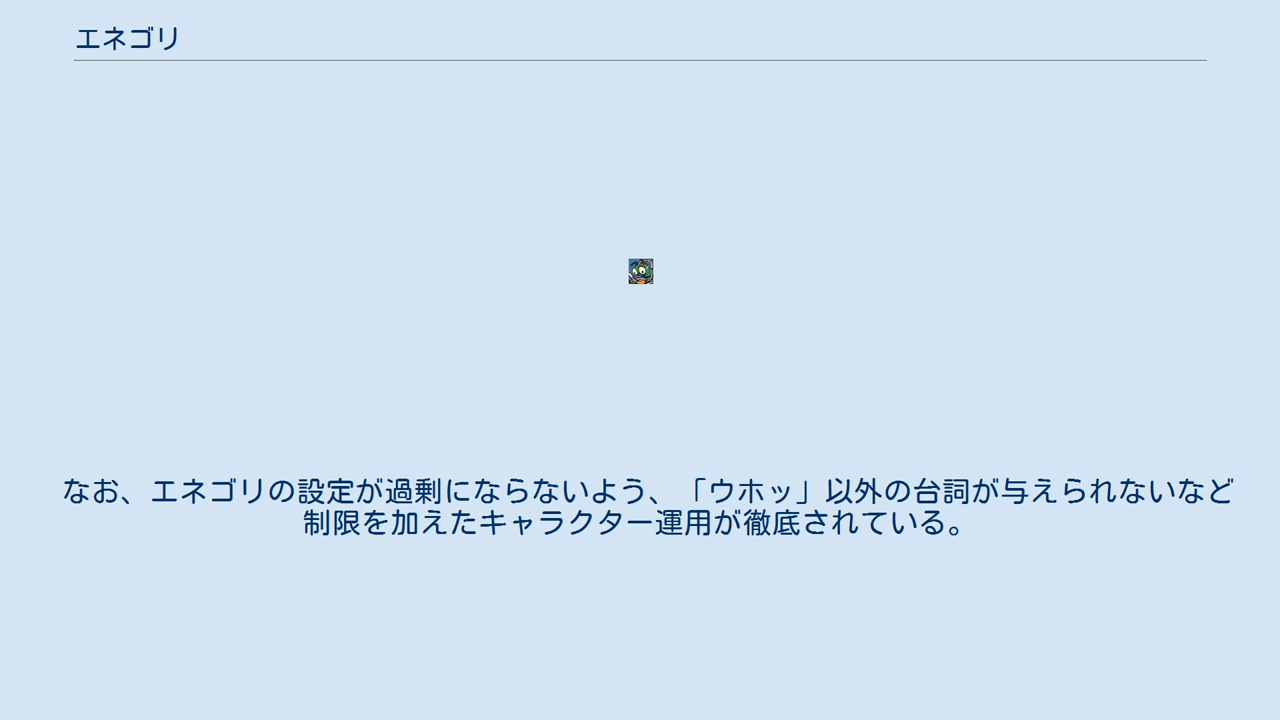 エネゴリ
なお、エネゴリの設定が過剰にならないよう、「ウホッ」以外の台詞が与えられないなど
制限を加えたキャラクター運用が徹底されている。